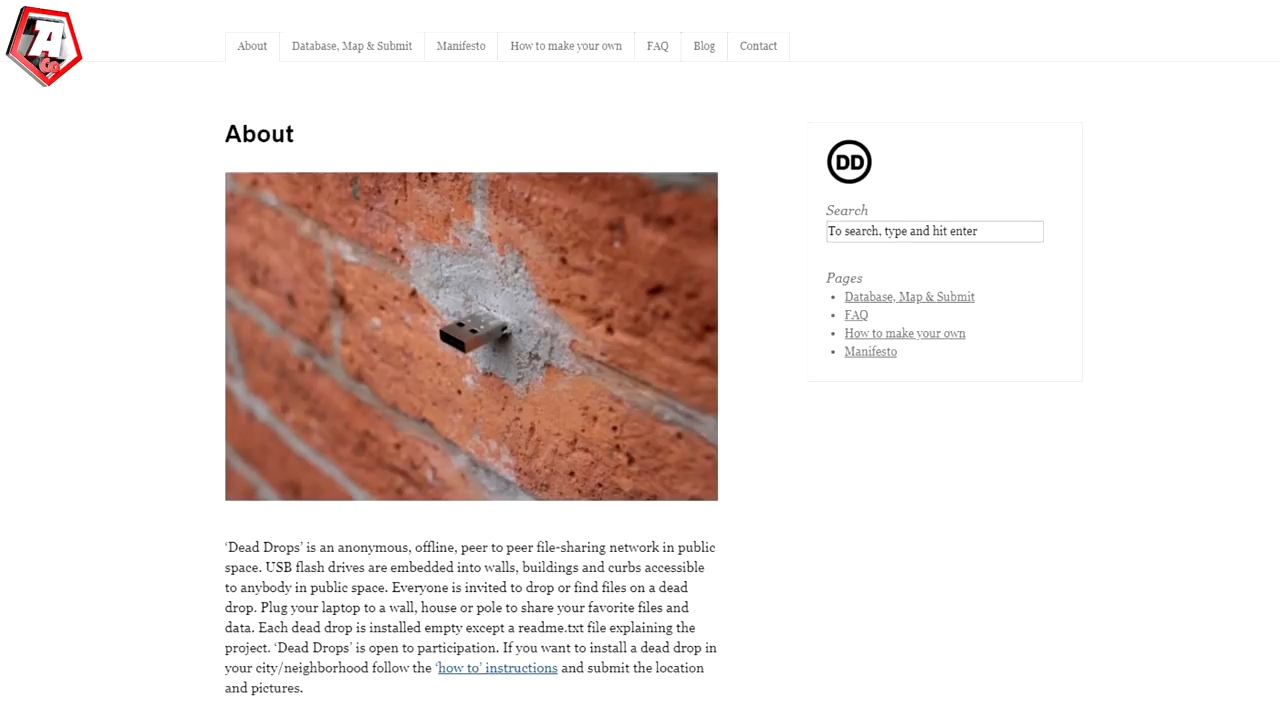 A
Co
About
Database, Map & Submit
Manifesto
How to make your own
FAQ
Blog
Contact
About
DD
Search
To search, type and hit enter
Pages
Database, Map & Submit
FAQ
How to make your own
Manifesto
‘Dead Drops’ is an anonymous, offline, peer to peer file-sharing network in public
space. USB flash drives are embedded into walls, buildings and curbs accessible
to anybody in public space. Everyone is invited to drop or find files on a dead
drop. Plug your laptop to a wall, house or pole to share your favorite files and
data. Each dead drop is installed empty except a readme.txt file explaining the
project. ‘Dead Drops’ is open to participation. If you want to install a dead drop in
your city/neighborhood follow the ‘how to’ instructions and submit the location
and pictures.